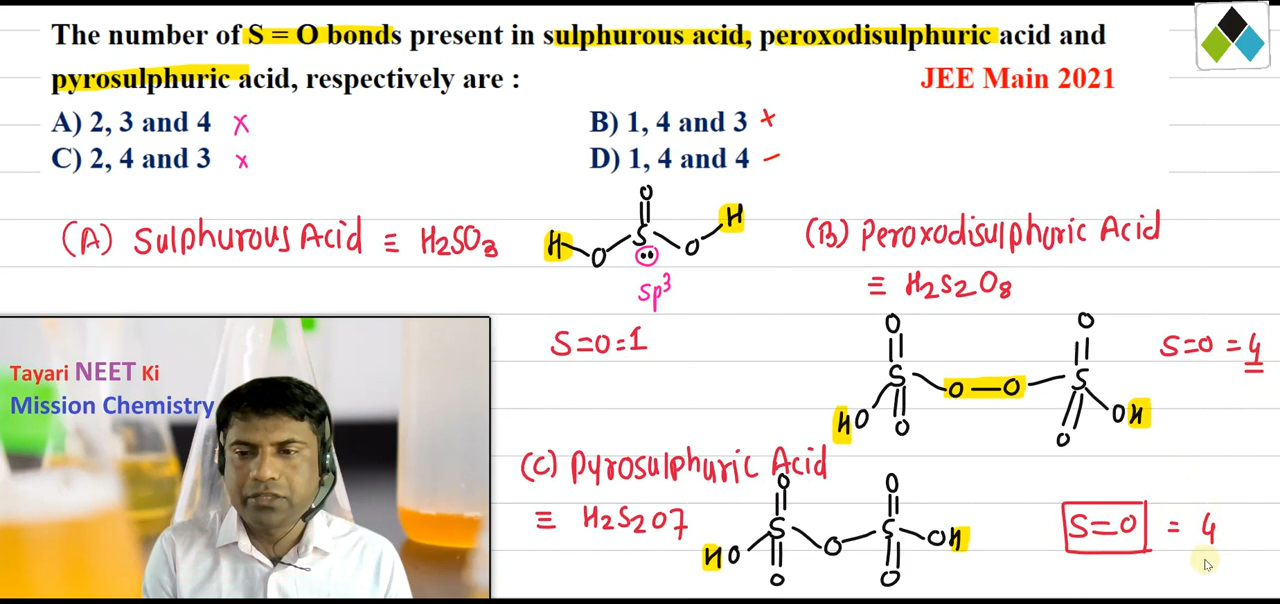 The number of S = O bonds present in sulphurous acid, peroxodisulphuric acid and
pyrosulphuric acid, respectively are : JEE Main 2021
A) 2, 3 and 4 × B) 1, 4 and 3 ×
C) 2, 4 and 3 × D) 1, 4 and 4 –
(A) Sulphurous Acid ≡ H2SO3
O
S
H O O H
sp3
S=O=1
(B) Peroxodisulphuric Acid
≡ H2S2O8
O O
S O—O S
HO O O OH
S=O = 4
Tayari NEET Ki
Mission Chemistry
(C) Pyrosulphuric Acid
≡ H2S2O7
O O
S O S
HO O O OH
S=O = 4